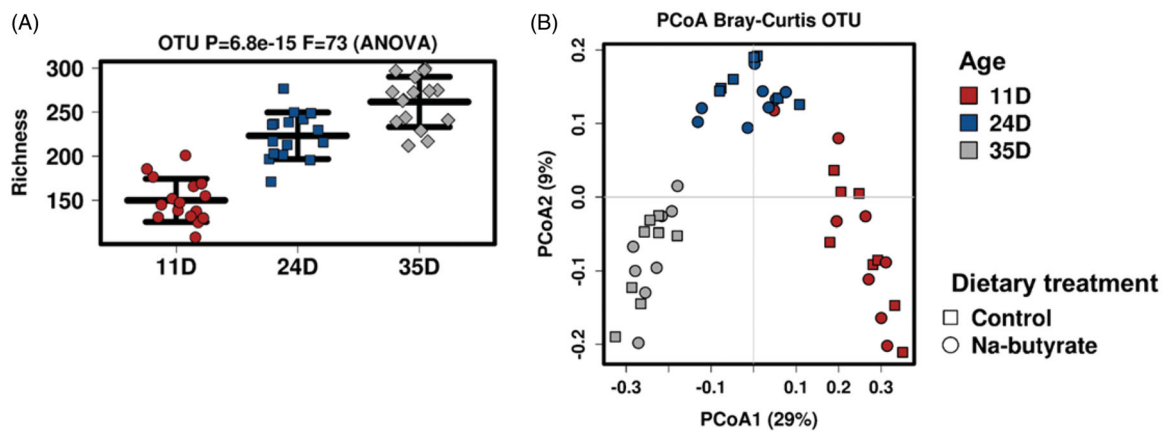 (A)
OTU P=6.8e-15 F=73 (ANOVA)
Richness
300
250
200
150
11D 24D 35D
(B)
PCoA Bray-Curtis OTU
PCoA2 (9%)
0.2
0.1
0.0
-0.1
-0.2
-0.3 -0.1 0.1 0.2 0.3
PCoA1 (29%)
Age
11D
24D
35D
Dietary treatment
Control
Na-butyrate